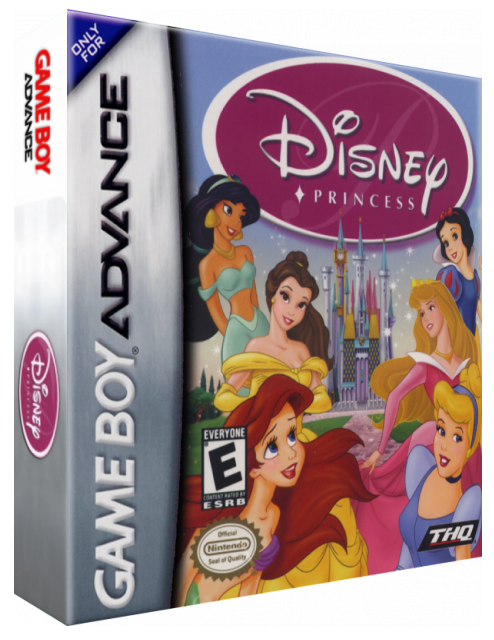 GAME BOY
ADVANCE
Disney
PRINCESS
ONLY
FOR
GAME BOY ADVANCE
®
Disney
PRINCESS
EVERYONE
E
CONTENT RATED BY
ESRB
Official
Nintendo
Seal of Quality
THQ